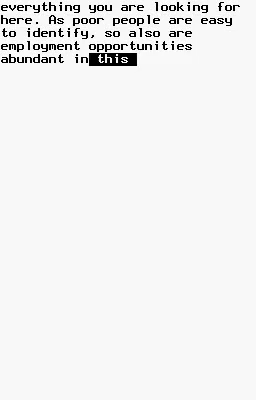 everything you are looking for
here. As poor people are easy
to identify, so also are
employment opportunities
abundant in this